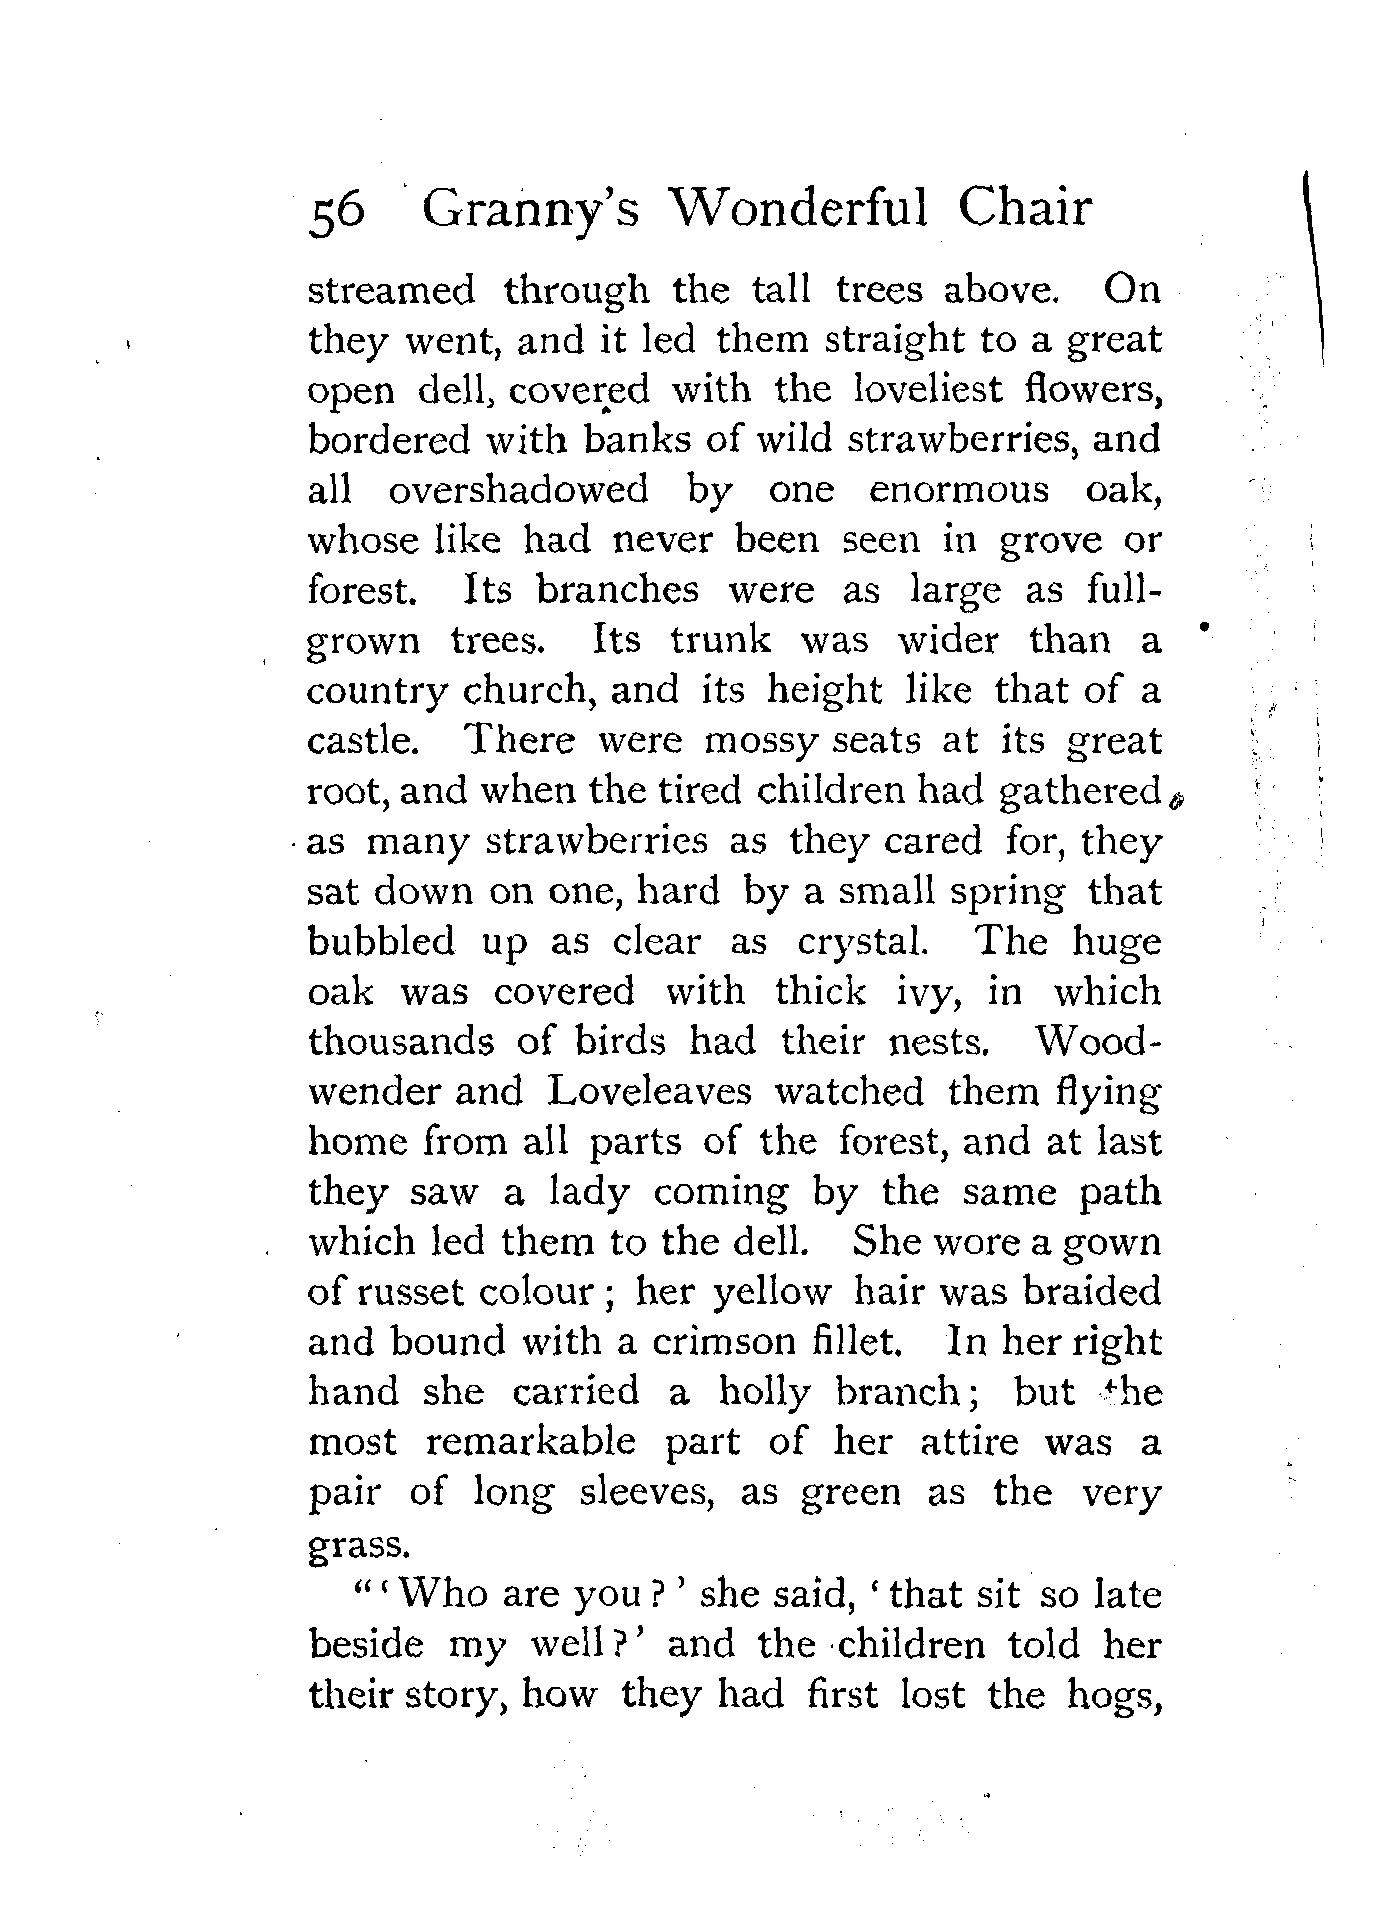 56 Granny's Wonderful Chair
streamed through the tall trees above. On
they went, and it led them straight to a great
open dell, covered with the loveliest flowers,
bordered with banks of wild strawberries, and
all overshadowed by one enormous oak,
whose like had never been seen in grove or
forest. Its branches were as large as full-
grown trees. Its trunk was wider than a
country church, and its height like that of a
castle. There were mossy seats at its great
root, and when the tired children had gathered
as many strawberries as they cared for, they
sat down on one, hard by a small spring that
bubbled up as clear as crystal. The huge
oak was covered with thick ivy, in which
thousands of birds had their nests. Wood-
wender and Loveleaves watched them flying
home from all parts of the forest, and at last
they saw a lady coming by the same path
which led them to the dell. She wore a gown
of russet colour ; her yellow hair was braided
and bound with a crimson fillet. In her right
hand she carried a holly branch ; but the
most remarkable part of her attire was a
pair of long sleeves, as green as the very
grass.
" ' Who are you ? ' she said, ' that sit so late
beside my well ? ' and the children told her
their story, how they had first lost the hogs,